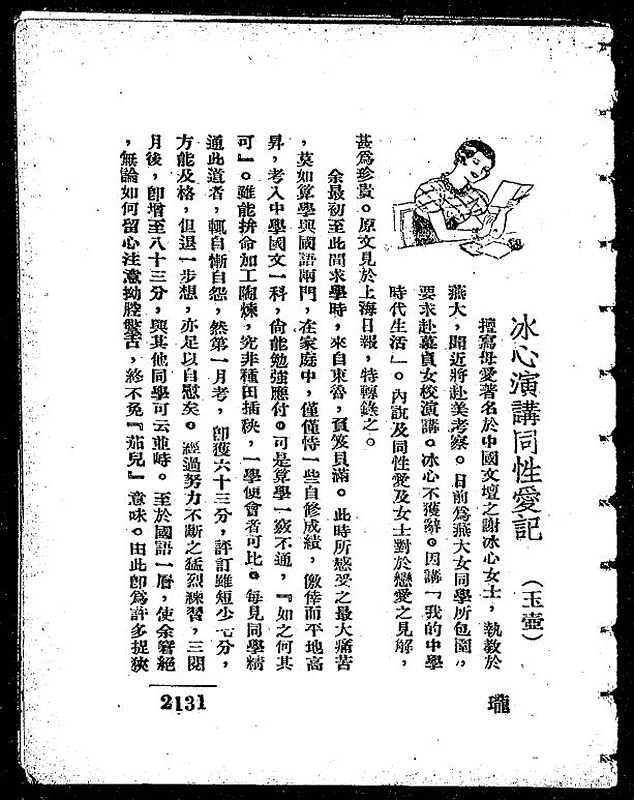 冰心演講同性愛記　（玉壺）
擅寫母愛著名於中國文壇之謝冰心女士，執敎於
燕大，聞近將赴美考察。日前爲燕大女同學所包圍，
要求赴慕貞女校演講。冰心不獲辭。因講「我的中學
時代生活」。內說及同性愛及女士對於戀愛之見解，
甚爲珍貴。原文見於上海日報，特轉錄之。
余最初至此間求學時，來自東魯，頁笈貝滿。此時所感受之最大痛苦
，莫如算學與國語兩門，在家庭中，僅僅恃一些自修成績，儌倖而平地高
昇，考入中學國文一科，尙能勉強應付。可是算學一竅不通，『如之何其
可』。雖能拚命加工陶煉，究非種田插秧，一學便會者可比。每見同學精
通此道者，輒自慚自怨，然第一月考，卽獲六十三分，評訂雖短少七分，
方能及格，但退一步想，亦足以自慰矣。經過努力不斷之猛烈練習，三閱
月後，卽增至八十三分，與其他同學可云並時。至於國語一層，使余窘絕
，無論如何留心注意拗腔鱉舌，終不免『茄兒』意味。由此卽爲許多捉狹
瓏
2131